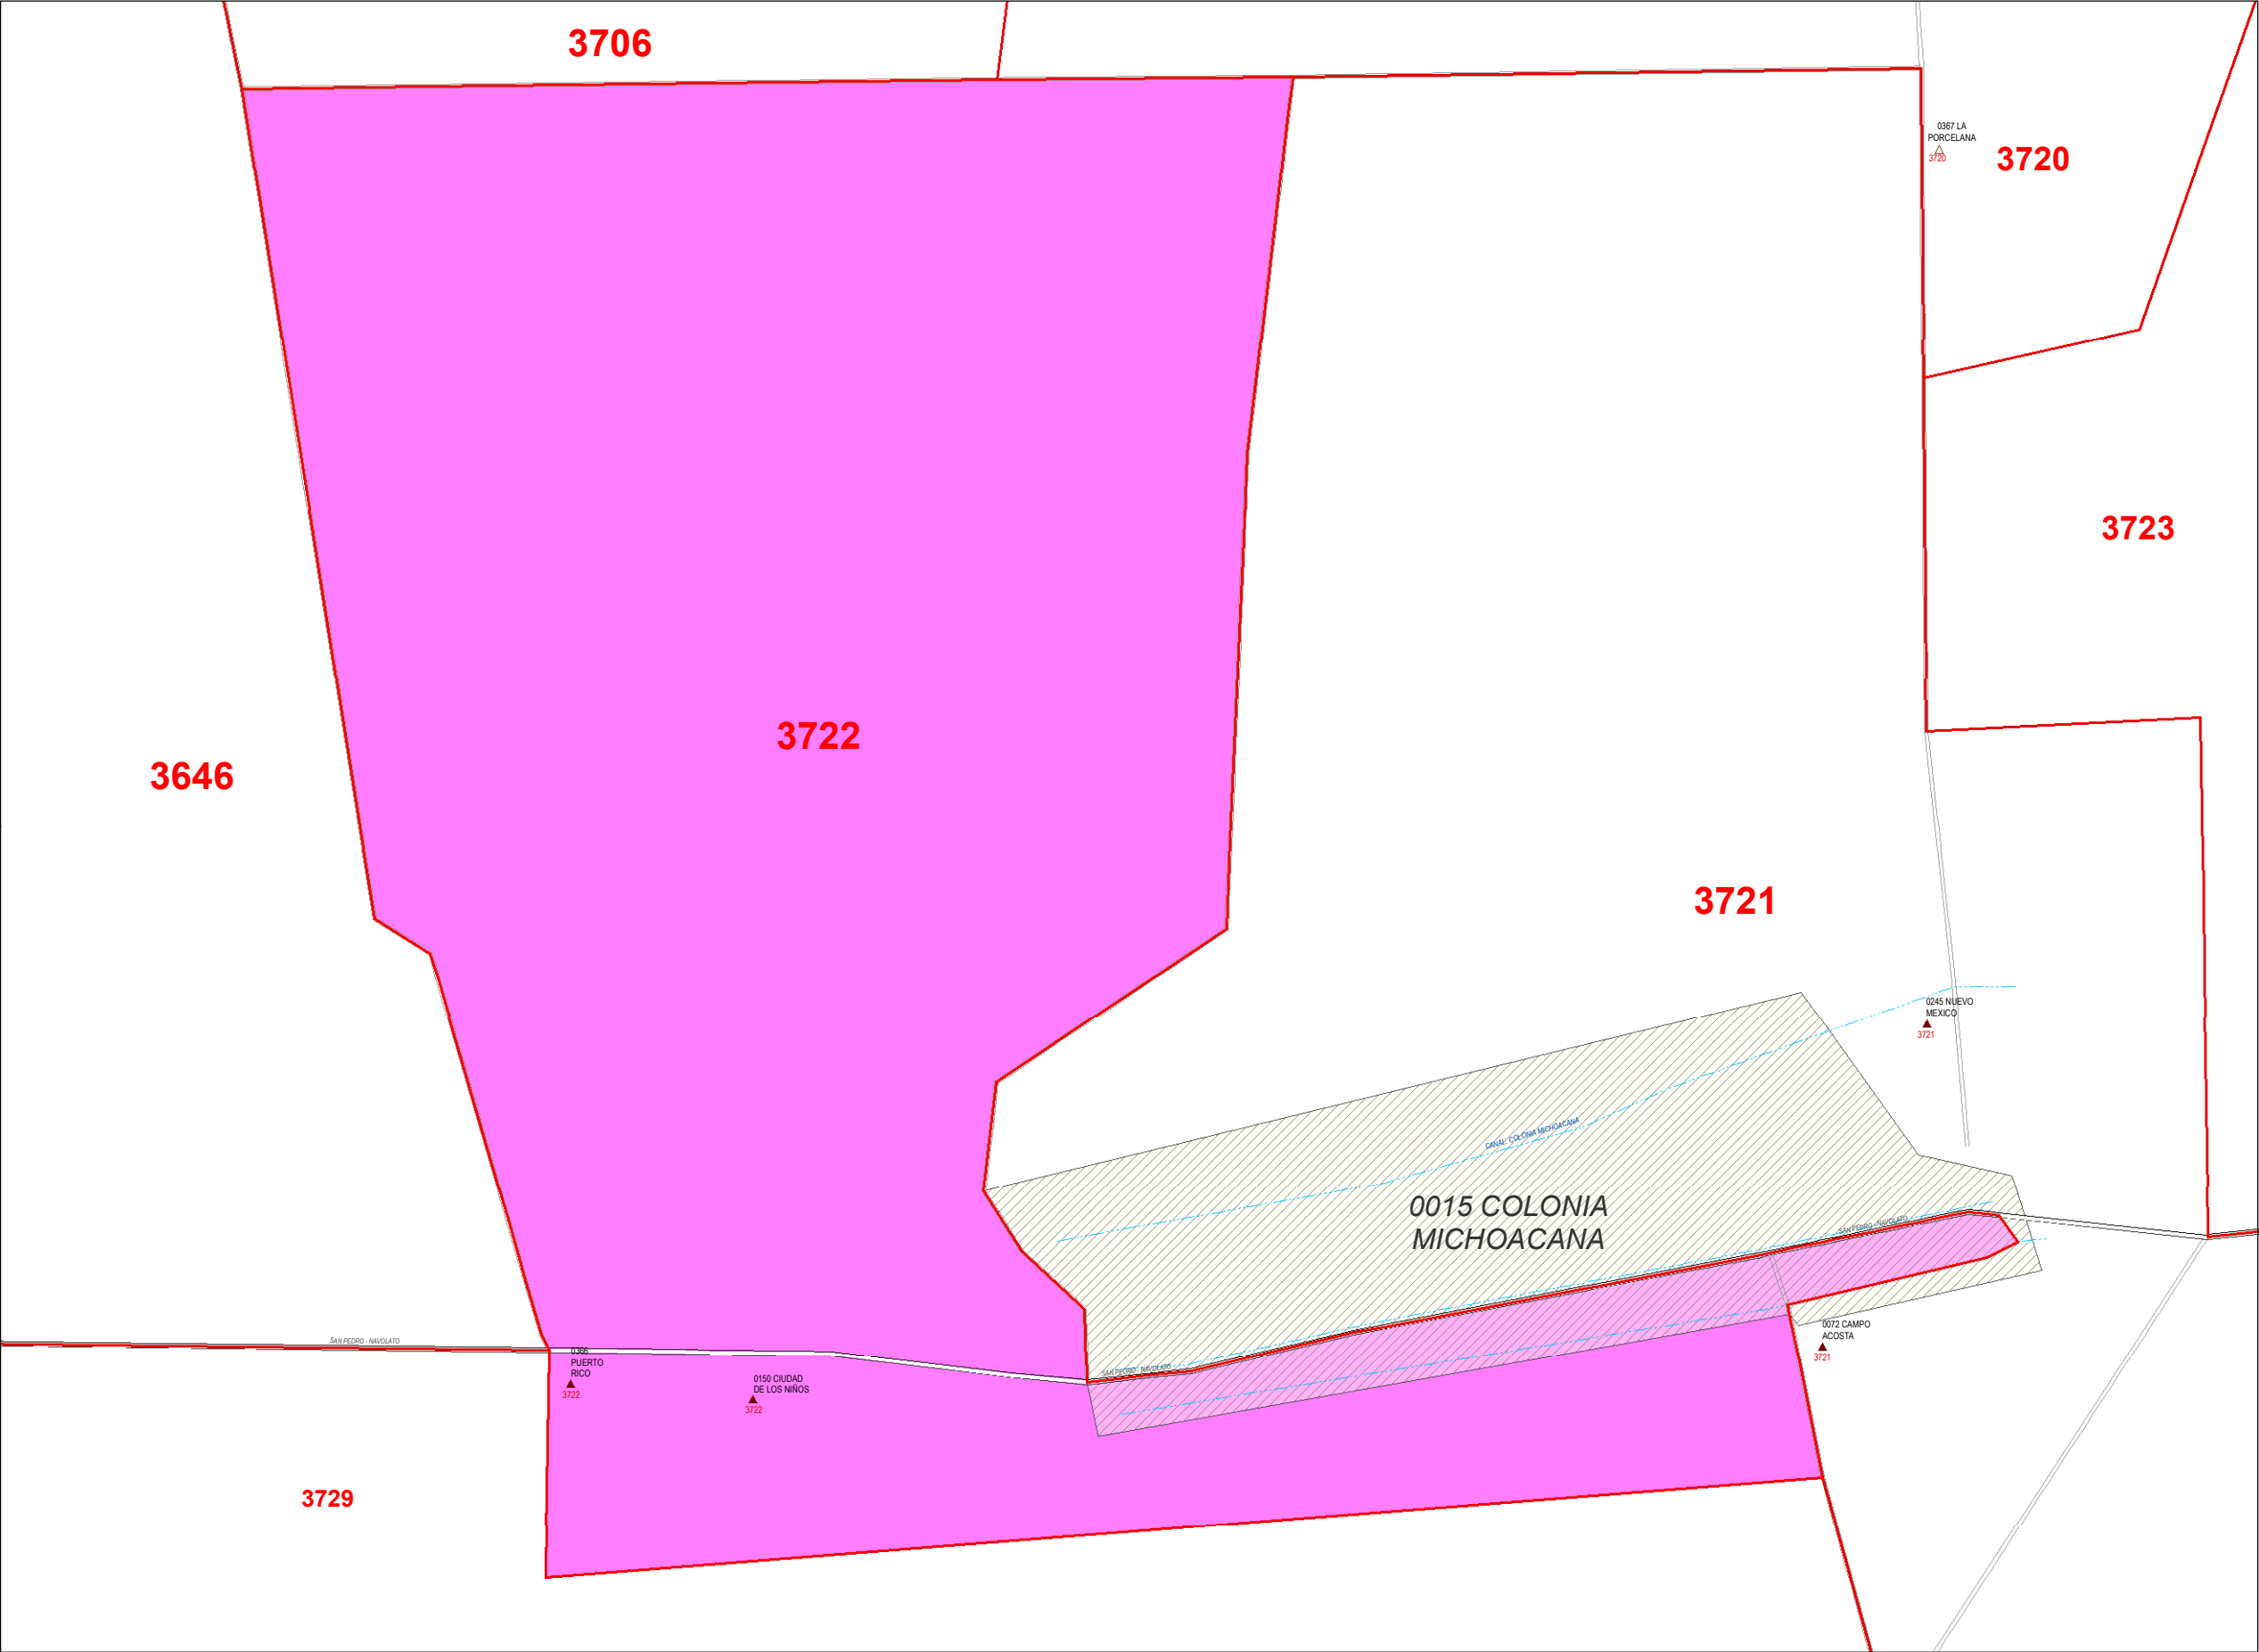 3706
0367 LA
PORCELANA
3720
3720
3723
3722
3646
3721
0245 NUEVO
MEXICO
3721
CANAL COLONIA MICHOACANA
0015 COLONIA
MICHOACANA
SAN PEDRO - NAVOLATO
SAN PEDRO - NAVOLATO
0072 CAMPO
ACOSTA
3721
0366
PUERTO
RICO
3722
0150 CIUDAD
DE LOS NIÑOS
3722
SAN PEDRO - NAVOLATO
3729